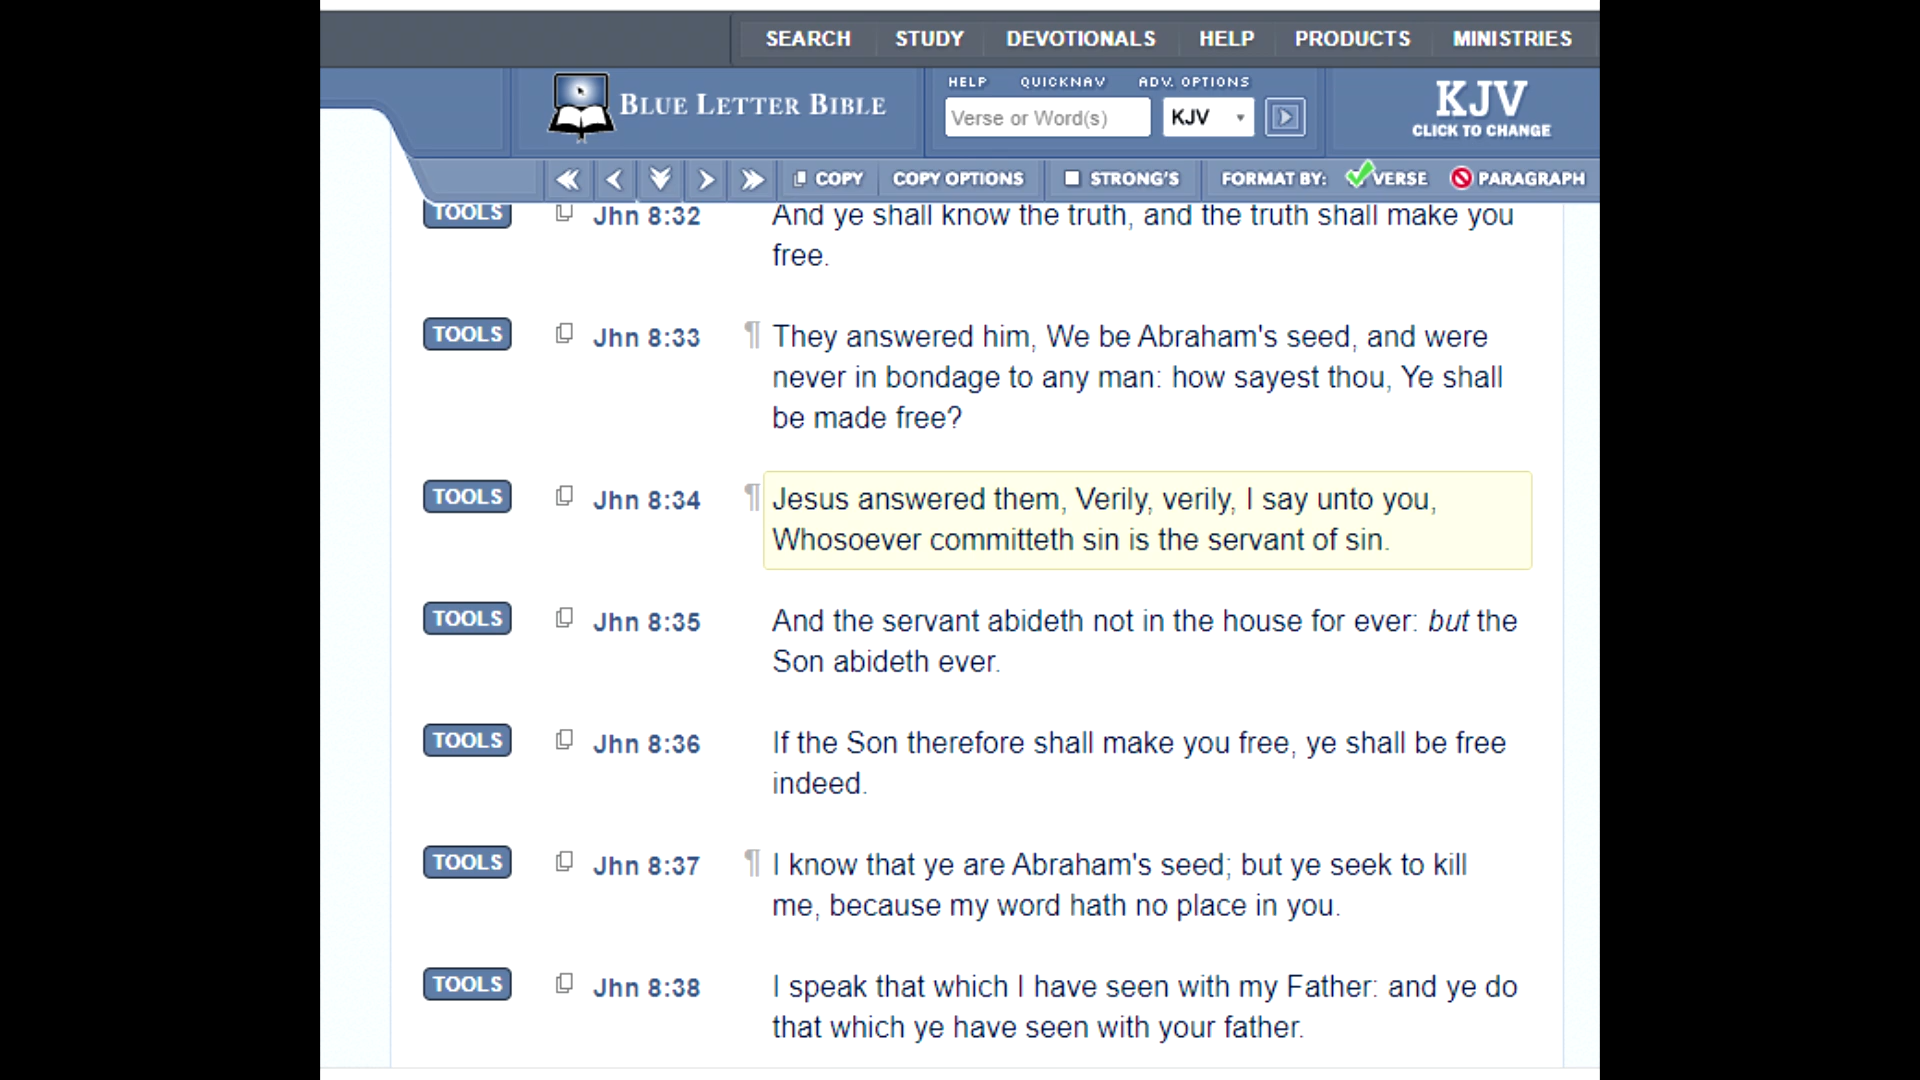 SEARCH STUDY DEVOTIONALS HELP PRODUCTS MINISTRIES
HELP QUICKNAV ADV. OPTIONS
BLUE LETTER BIBLE
Verse or Word(s) KJV
KJV
CLICK TO CHANGE
COPY COPY OPTIONS STRONG'S FORMAT BY: VERSE PARAGRAPH
TOOLS Jhn 8:32 And ye shall know the truth, and the truth shall make you
free.
TOOLS Jhn 8:33 ¶ They answered him, We be Abraham's seed, and were
never in bondage to any man: how sayest thou, Ye shall
be made free?
TOOLS Jhn 8:34 ¶ Jesus answered them, Verily, verily, I say unto you,
Whosoever committeth sin is the servant of sin.
TOOLS Jhn 8:35 And the servant abideth not in the house for ever: but the
Son abideth ever.
TOOLS Jhn 8:36 If the Son therefore shall make you free, ye shall be free
indeed.
TOOLS Jhn 8:37 ¶ I know that ye are Abraham's seed; but ye seek to kill
me, because my word hath no place in you.
TOOLS Jhn 8:38 I speak that which I have seen with my Father: and ye do
that which ye have seen with your father.